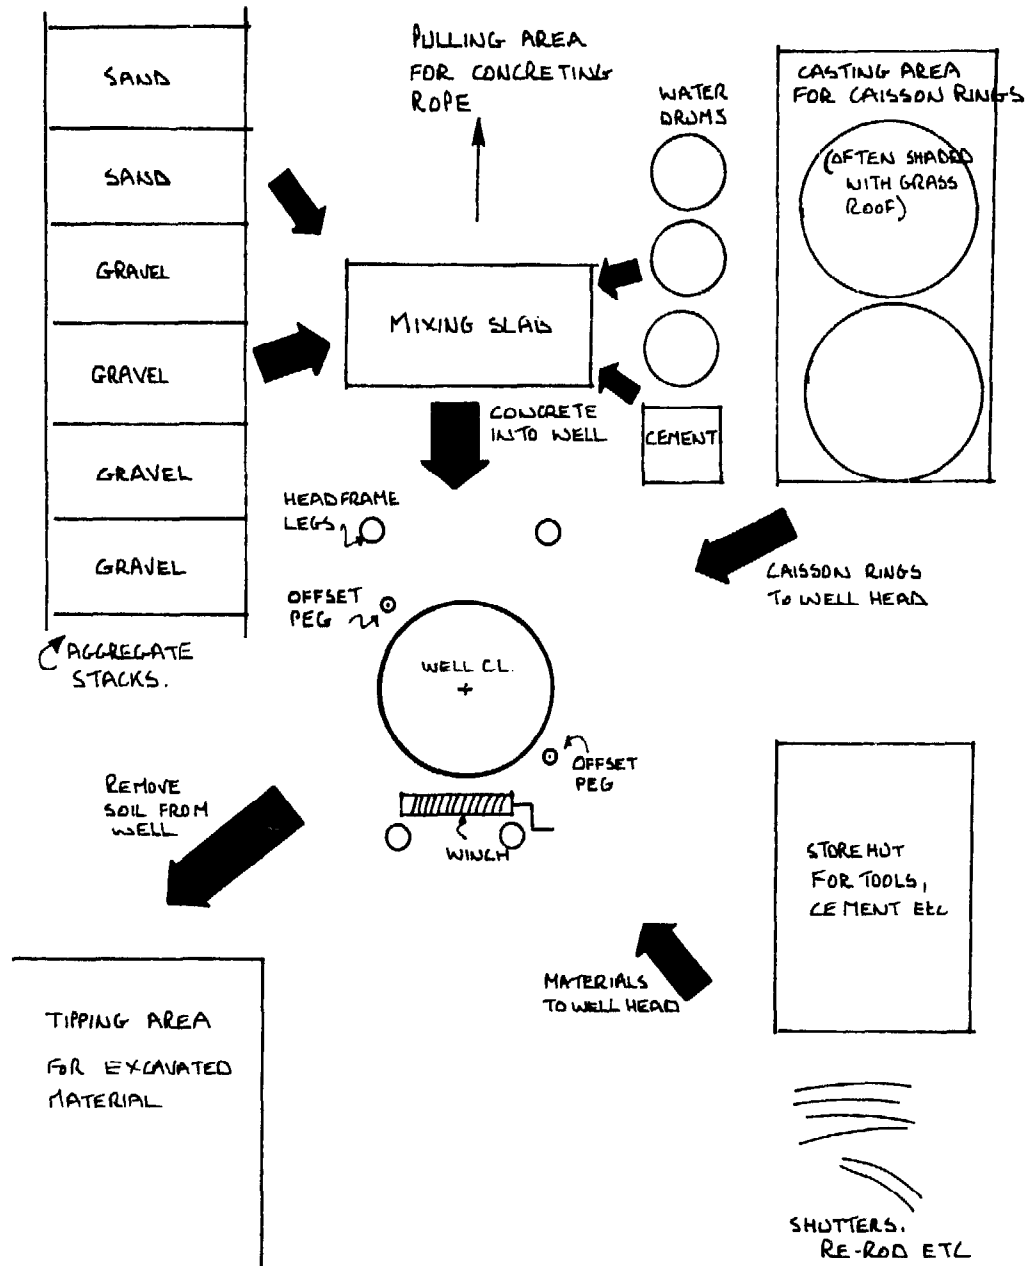 SAND
SAND
GRAVEL
GRAVEL
GRAVEL
GRAVEL
AGGREGATE
STACKS.
PULLING AREA
FOR CONCRETING
ROPE
WATER
DRUMS
CASTING AREA
FOR CAISSON RINGS
(OFTEN SHADED
WITH GRASS
ROOF)
MIXING SLAB
CONCRETE
INTO WELL
CEMENT
HEADFRAME
LEGS
CAISSON RINGS
TO WELL HEAD
OFFSET
PEG
WELL CL.
OFFSET
PEG
WINCH
REMOVE
SOIL FROM
WELL
STORE HUT
FOR TOOLS,
CEMENT Etc
MATERIALS
TO WELL HEAD
TIPPING AREA
FOR EXCAVATED
MATERIAL
SHUTTERS.
RE-ROD ETC